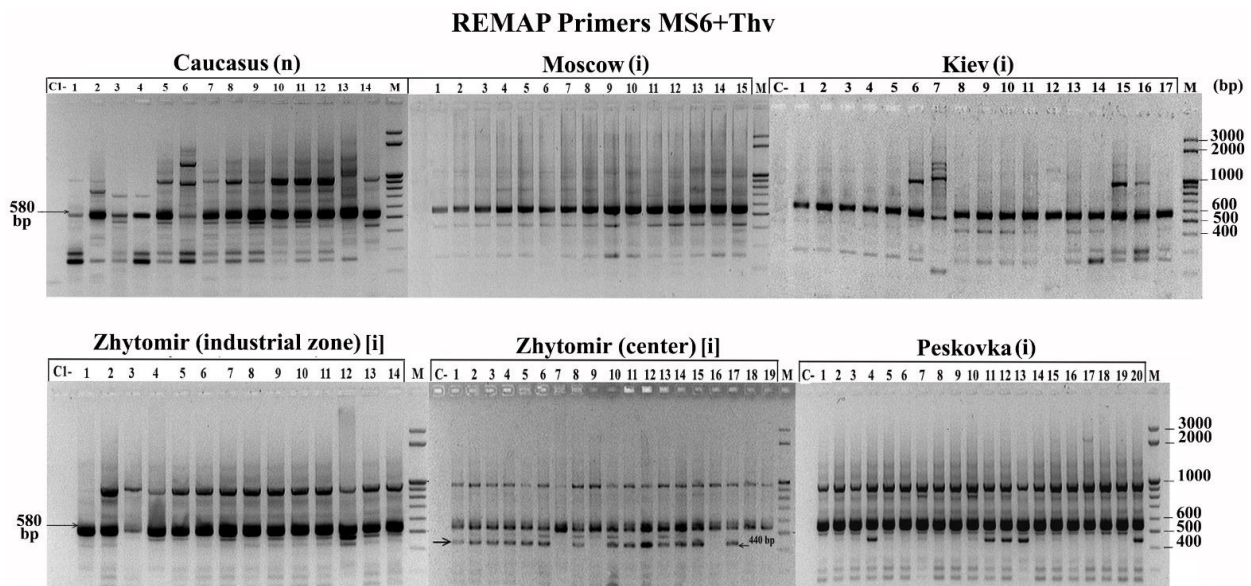 REMAP Primers MS6+Thv
Caucasus (n)
Moscow (i)
Kiev (i)
C1- 1 2 3 4 5 6 7 8 9 10 11 12 13 14 M
1 2 3 4 5 6 7 8 9 10 11 12 13 14 15 M
C- 1 2 3 4 5 6 7 8 9 10 11 12 13 14 15 16 17 M (bp)
3000
2000
1000
600
500
400
580
bp
Zhytomir (industrial zone) [i]
Zhytomir (center) [i]
Peskovka (i)
C1- 1 2 3 4 5 6 7 8 9 10 11 12 13 14 M
C- 1 2 3 4 5 6 7 8 9 10 11 12 13 14 15 16 17 18 19 M
C- 1 2 3 4 5 6 7 8 9 10 11 12 13 14 15 16 17 18 19 20 M
3000
2000
1000
600
500
400
580
bp
440 bp